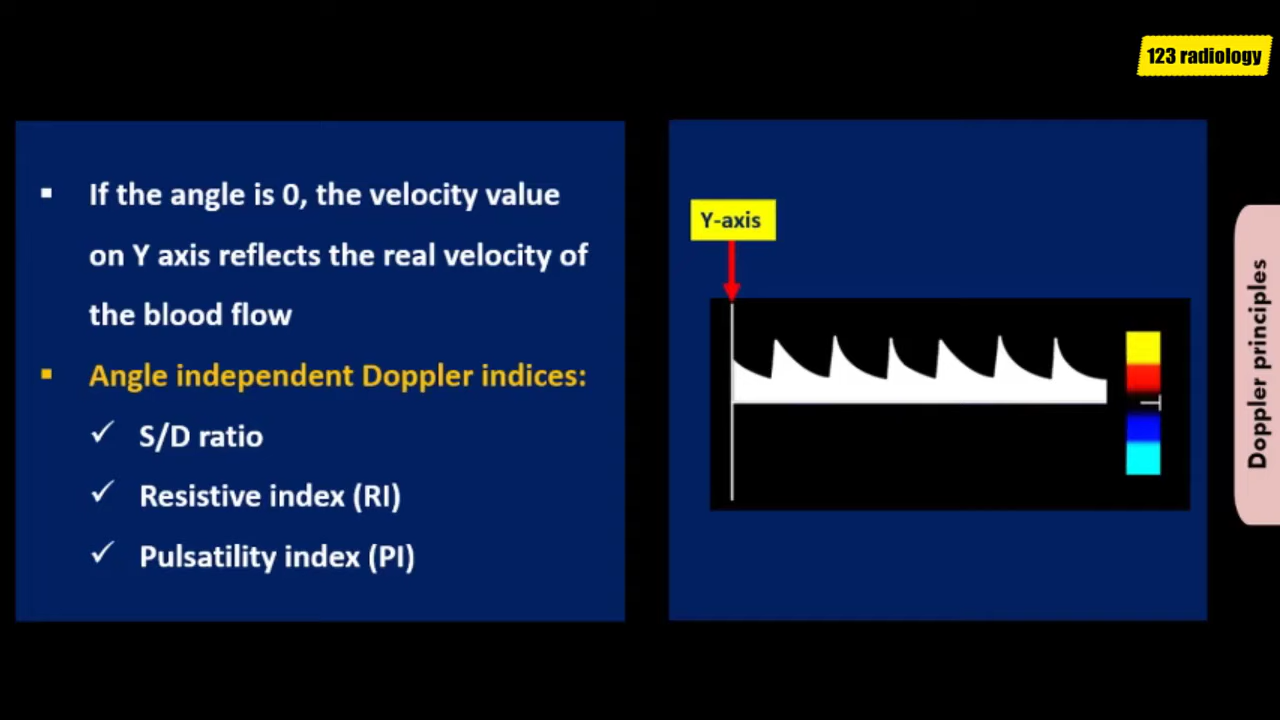 123 radiology
If the angle is 0, the velocity value
on Y axis reflects the real velocity of
the blood flow
Angle independent Doppler indices:
S/D ratio
Resistive index (RI)
Pulsatility index (PI)
Y-axis
Doppler principles